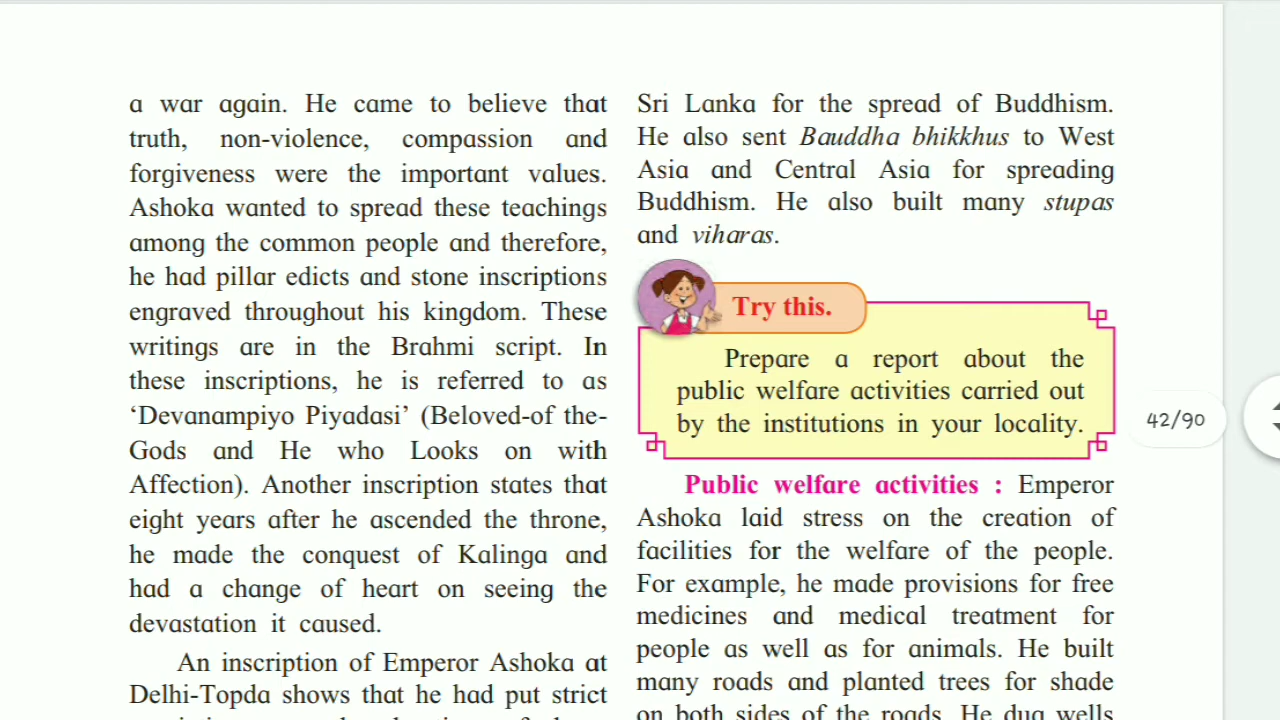 a war again. He came to believe that
truth, non-violence, compassion and
forgiveness were the important values.
Ashoka wanted to spread these teachings
among the common people and therefore,
he had pillar edicts and stone inscriptions
engraved throughout his kingdom. These
writings are in the Brahmi script. In
these inscriptions, he is referred to as
‘Devanampiyo Piyadasi’ (Beloved-of the-
Gods and He who Looks on with
Affection). Another inscription states that
eight years after he ascended the throne,
he made the conquest of Kalinga and
had a change of heart on seeing the
devastation it caused.
An inscription of Emperor Ashoka at
Delhi-Topda shows that he had put strict
Sri Lanka for the spread of Buddhism.
He also sent Bauddha bhikkhus to West
Asia and Central Asia for spreading
Buddhism. He also built many stupas
and viharas.
Try this.
Prepare a report about the
public welfare activities carried out
by the institutions in your locality.
Public welfare activities : Emperor
Ashoka laid stress on the creation of
facilities for the welfare of the people.
For example, he made provisions for free
medicines and medical treatment for
people as well as for animals. He built
many roads and planted trees for shade
on both sides of the roads. He dug wells
42/90